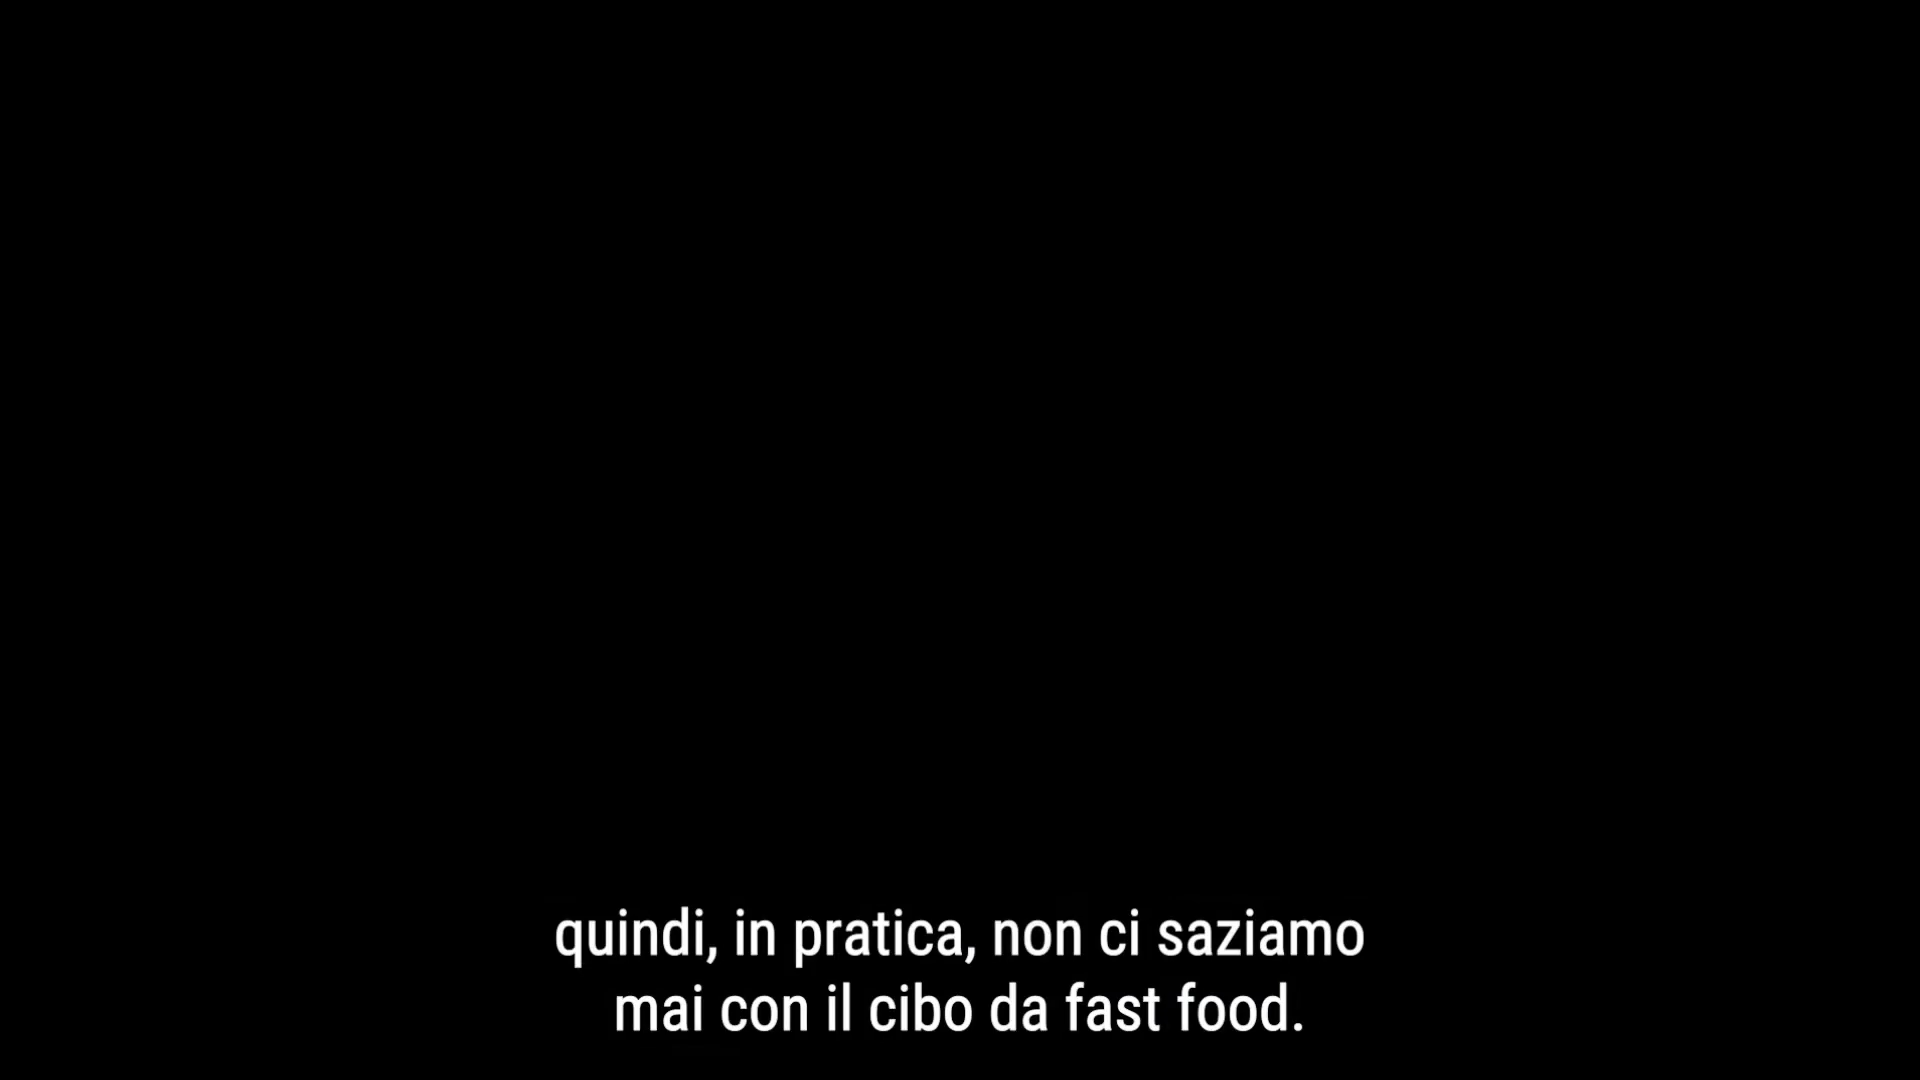 quindi, in pratica, non ci saziamo
mai con il cibo da fast food.